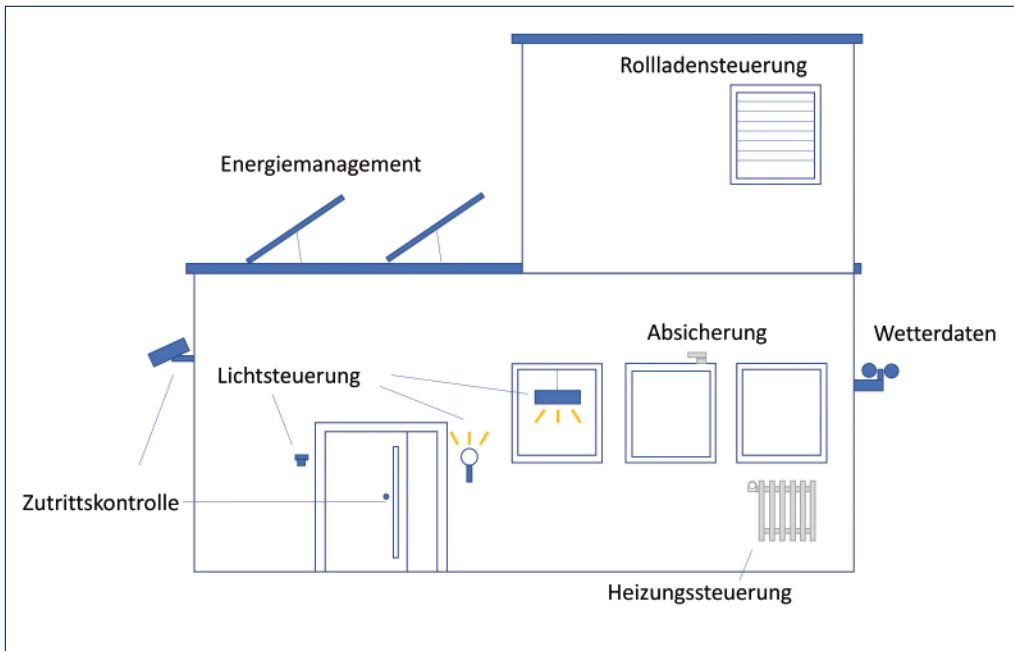 Rollladensteuerung
Energiemanagement
Absicherung
Wetterdaten
Lichtsteuerung
Zutrittskontrolle
Heizungssteuerung